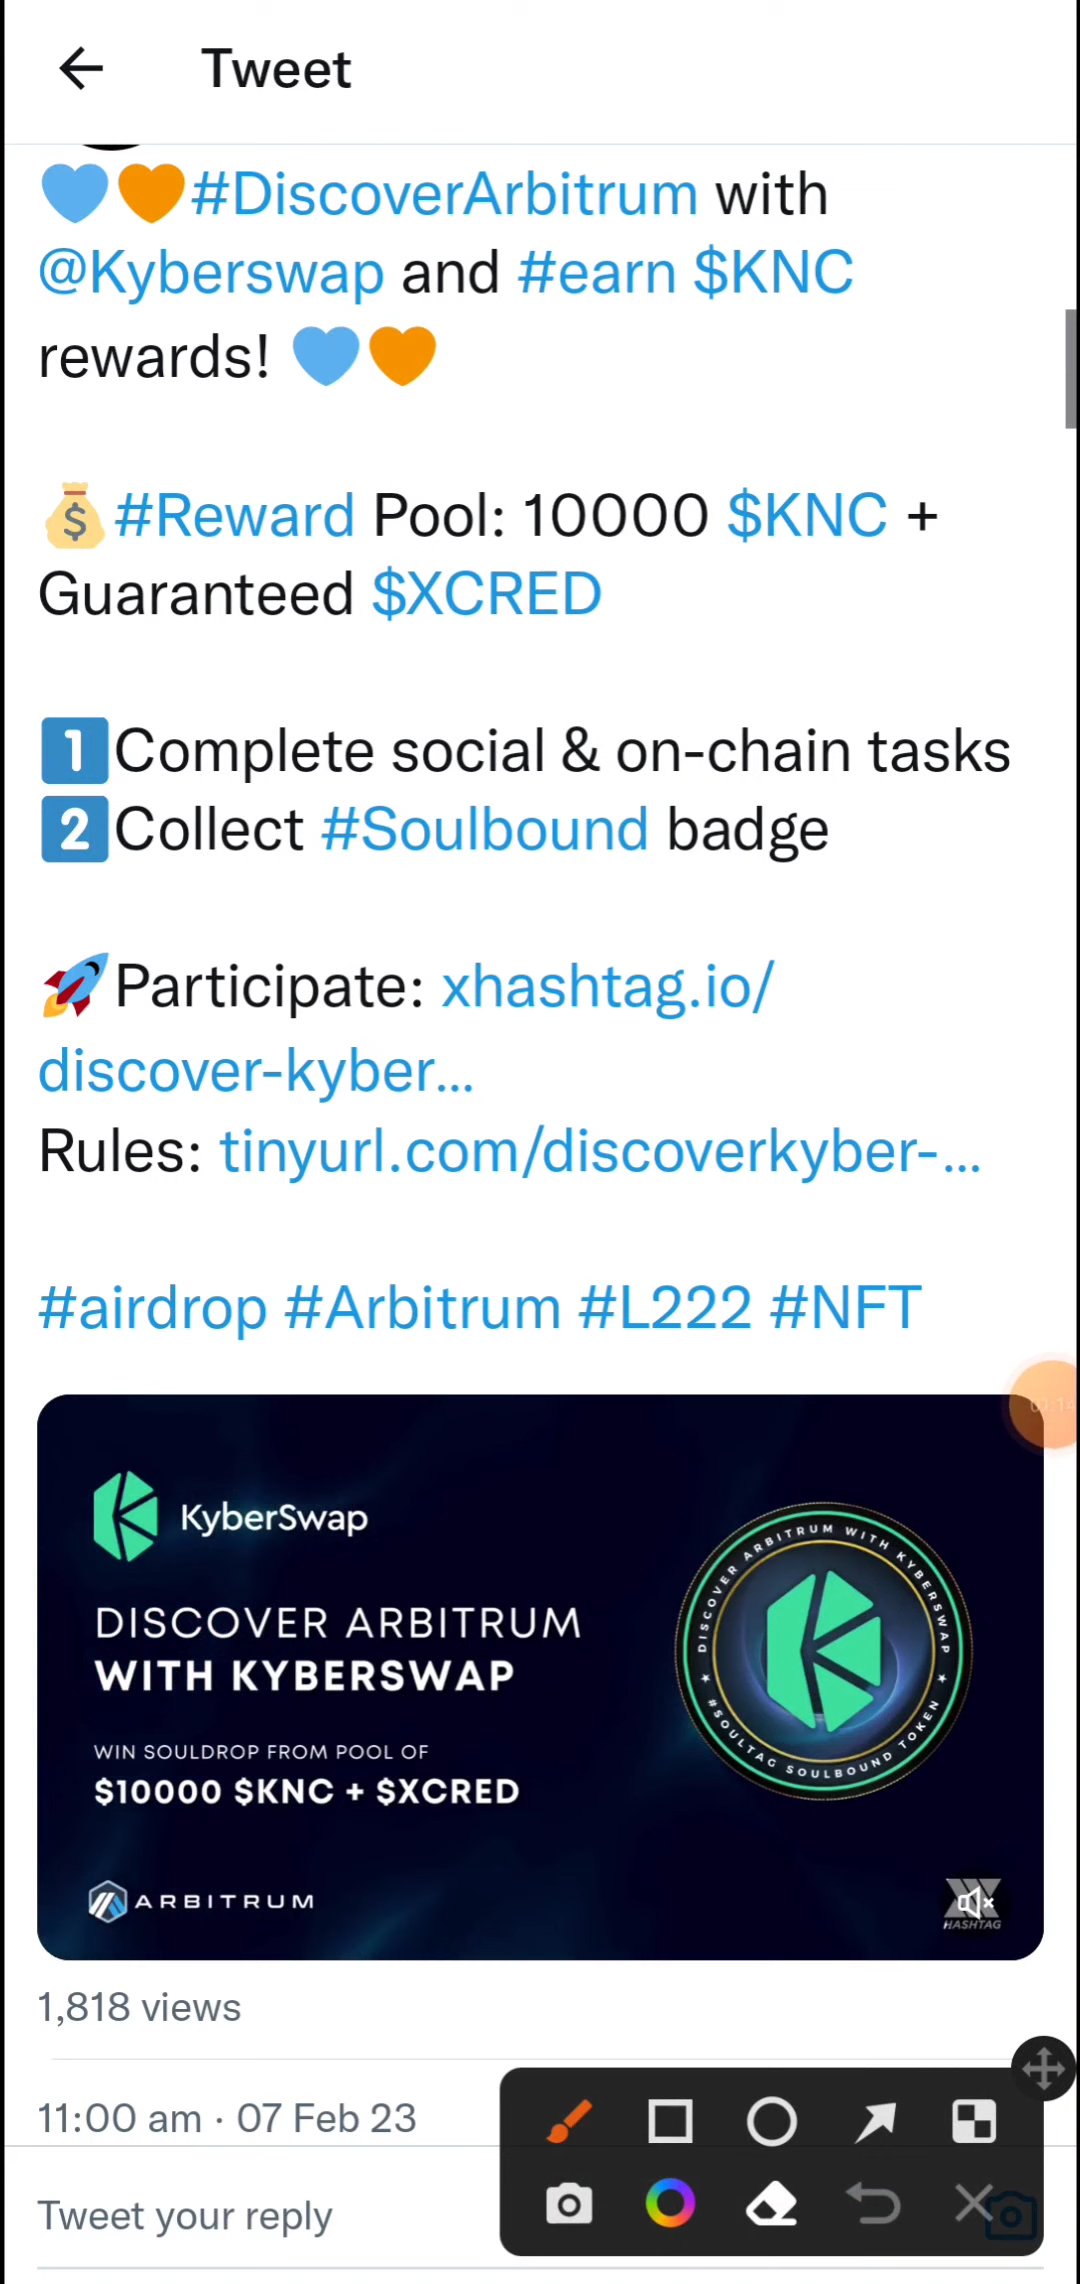 Tweet
💙🧡#DiscoverArbitrum with
@Kyberswap and #earn $KNC
rewards! 💙🧡
💰#Reward Pool: 10000 $KNC +
Guaranteed $XCRED
1️⃣Complete social & on-chain tasks
2️⃣Collect #Soulbound badge
🚀Participate: xhashtag.io/
discover-kyber...
Rules: tinyurl.com/discoverkyber-...
#airdrop #Arbitrum #L222 #NFT
KyberSwap
DISCOVER ARBITRUM
WITH KYBERSWAP
WIN SOULDROP FROM POOL OF
$10000 $KNC + $XCRED
DISCOVER ARBITRUM WITH KYBERSWAP
#SOULTAG SOULBOUND TOKEN
ARBITRUM
HASHTAG
1,818 views
11:00 am · 07 Feb 23
Tweet your reply